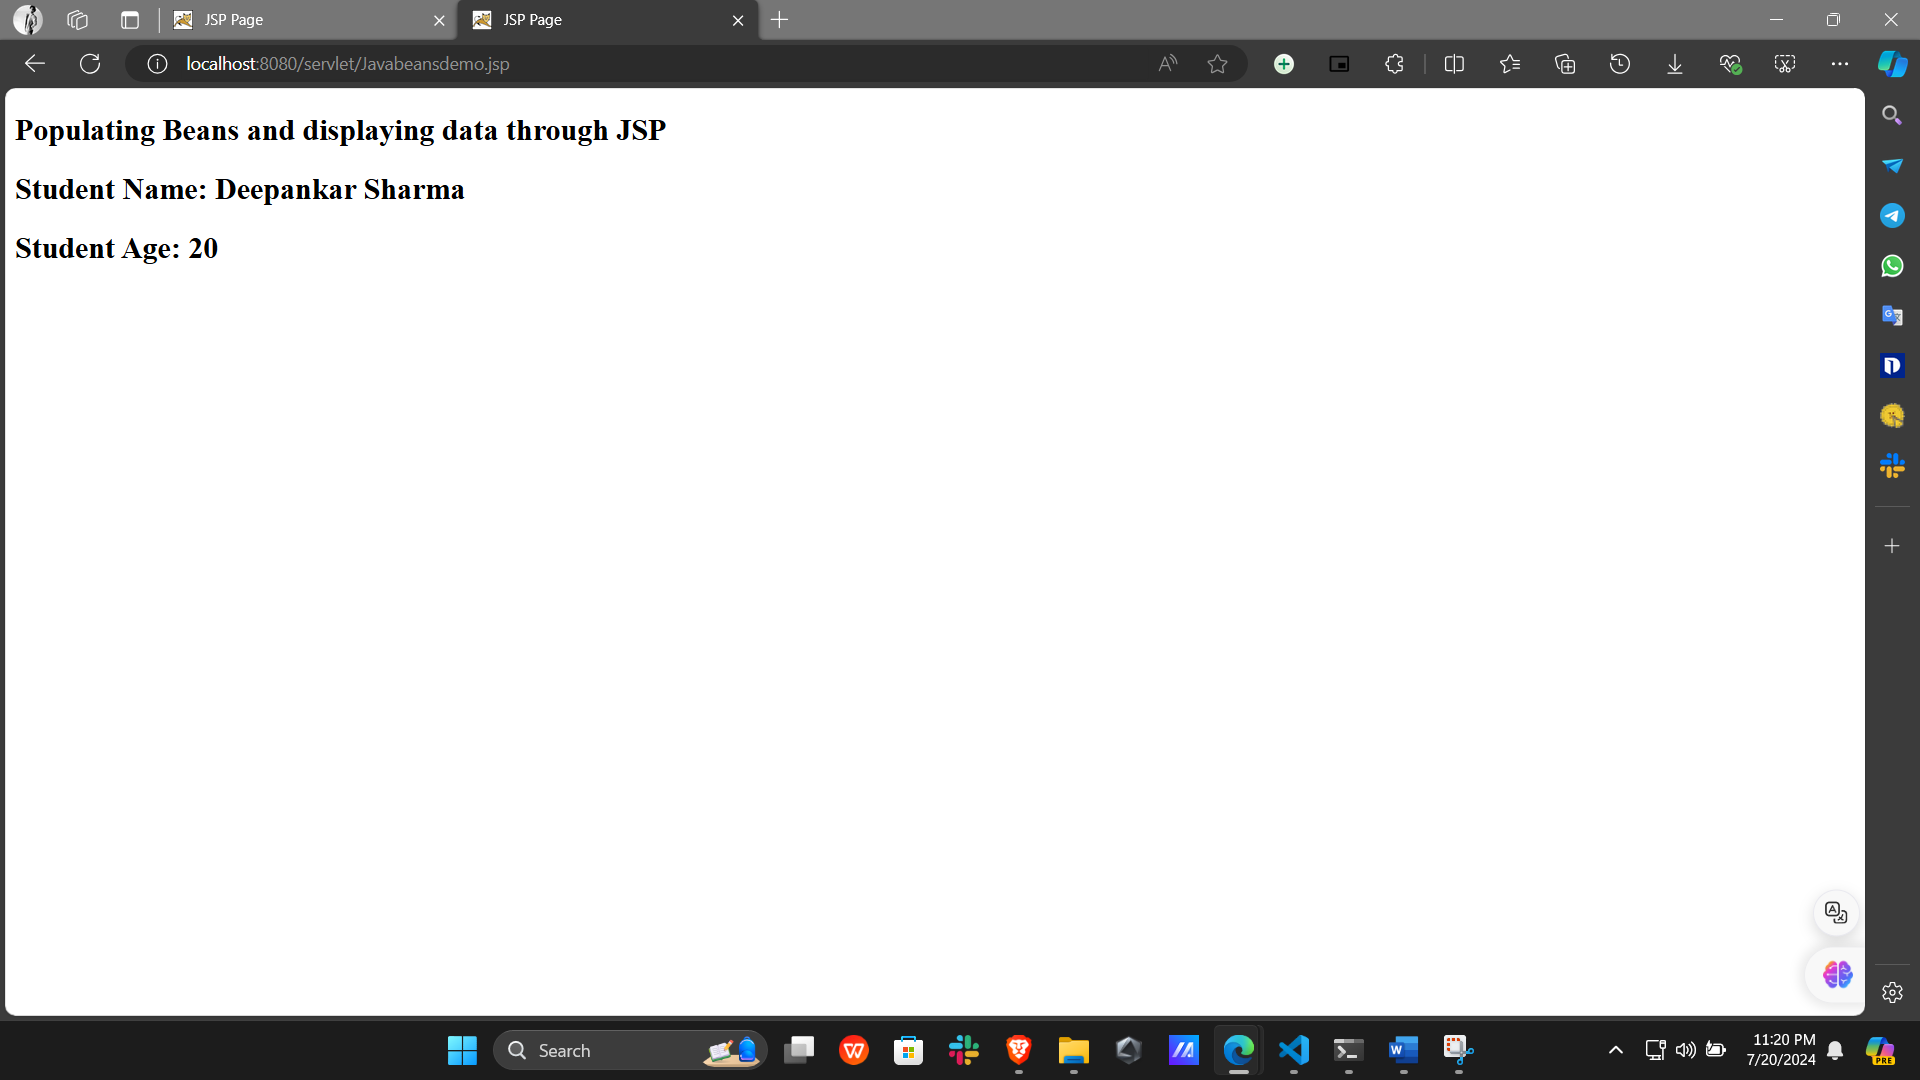 JSP Page
JSP Page
localhost:8080/servlet/Javabeansdemo.jsp
Populating Beans and displaying data through JSP
Student Name: Deepankar Sharma
Student Age: 20
Search
11:20 PM
7/20/2024
PRE